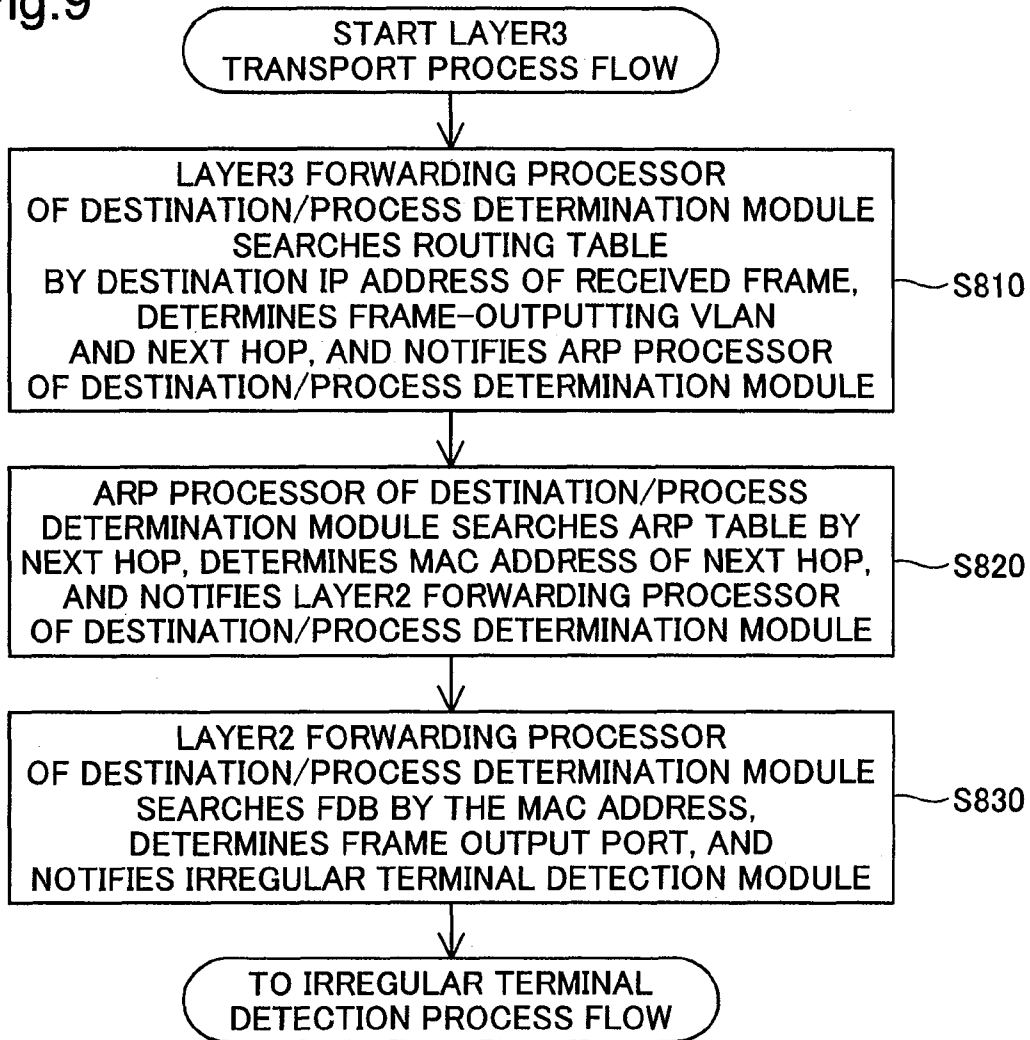 Fig.9
START LAYER3
TRANSPORT PROCESS FLOW
LAYER3 FORWARDING PROCESSOR
OF DESTINATION/PROCESS DETERMINATION MODULE
SEARCHES ROUTING TABLE
BY DESTINATION IP ADDRESS OF RECEIVED FRAME,
DETERMINES FRAME-OUTPUTTING VLAN
AND NEXT HOP, AND NOTIFIES ARP PROCESSOR
OF DESTINATION/PROCESS DETERMINATION MODULE
S810
ARP PROCESSOR OF DESTINATION/PROCESS
DETERMINATION MODULE SEARCHES ARP TABLE BY
NEXT HOP, DETERMINES MAC ADDRESS OF NEXT HOP,
AND NOTIFIES LAYER2 FORWARDING PROCESSOR
OF DESTINATION/PROCESS DETERMINATION MODULE
S820
LAYER2 FORWARDING PROCESSOR
OF DESTINATION/PROCESS DETERMINATION MODULE
SEARCHES FDB BY THE MAC ADDRESS,
DETERMINES FRAME OUTPUT PORT, AND
NOTIFIES IRREGULAR TERMINAL DETECTION MODULE
S830
TO IRREGULAR TERMINAL
DETECTION PROCESS FLOW